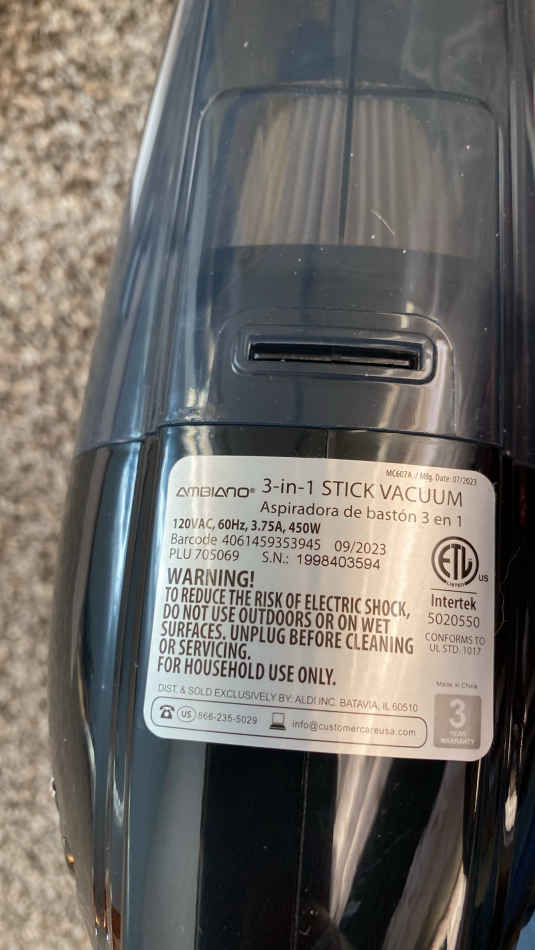 MC607A / Mfg. Date: 07/2023
AMBIANO® 3-in-1 STICK VACUUM
Aspiradora de bastón 3 en 1
120VAC, 60Hz, 3.75A, 450W
Barcode 4061459353945 09/2023
PLU 705069 S.N.: 1998403594
WARNING!
TO REDUCE THE RISK OF ELECTRIC SHOCK,
DO NOT USE OUTDOORS OR ON WET
SURFACES. UNPLUG BEFORE CLEANING
OR SERVICING.
FOR HOUSEHOLD USE ONLY.
ETL
LISTED
US
Intertek
5020550
CONFORMS TO
UL STD. 1017
DIST. & SOLD EXCLUSIVELY BY: ALDI INC. BATAVIA, IL 60510
Made in China
US 866-235-5029 info@customercareusa.com
3
YEAR
WARRANTY